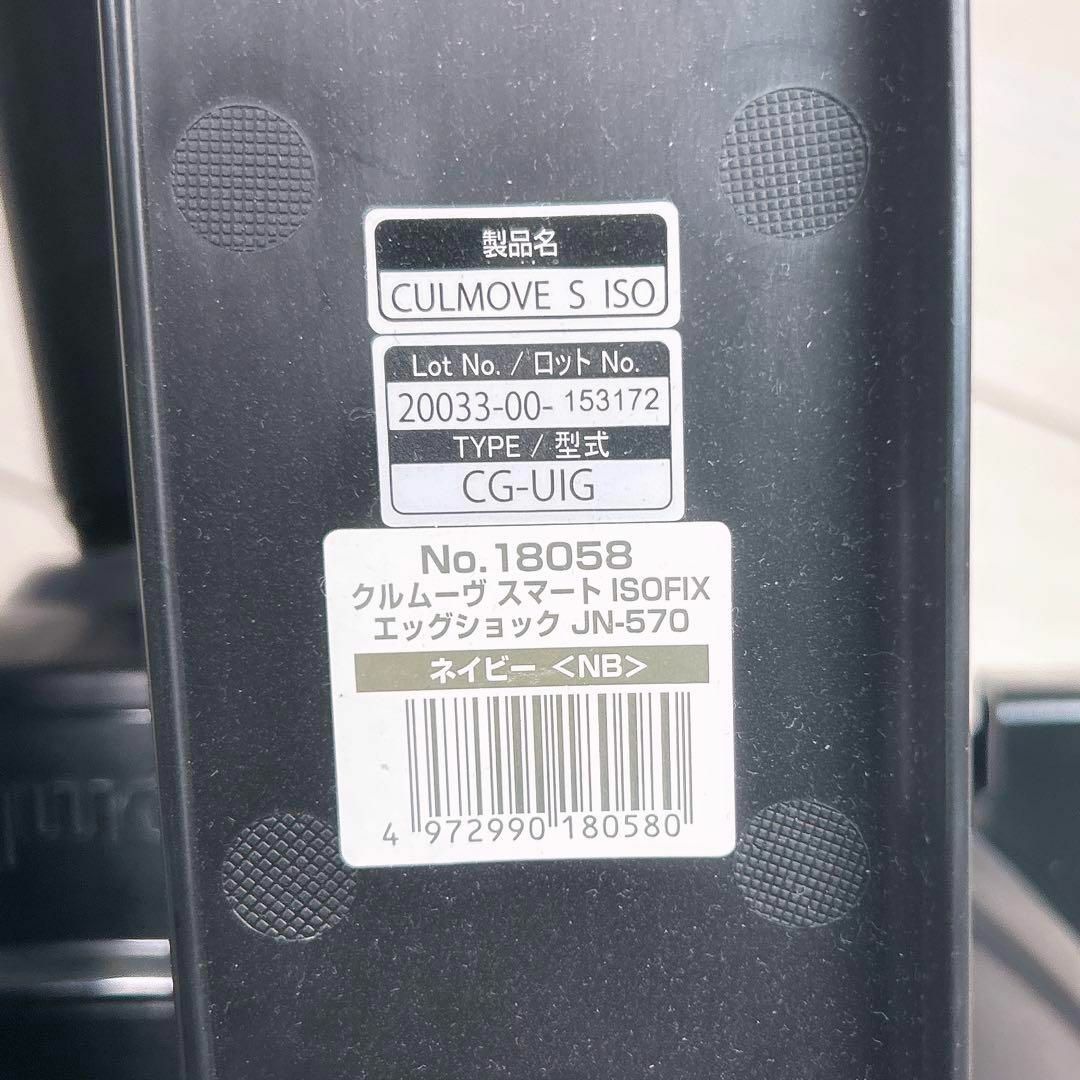 製品名
CULMOVE S ISO
Lot No. / ロット No.
20033-00- 153172
TYPE / 型式
CG-UIG
No.18058
クルムーヴ スマート ISOFIX
エッグショック JN-570
ネイビー <NB>
4 972990 180580